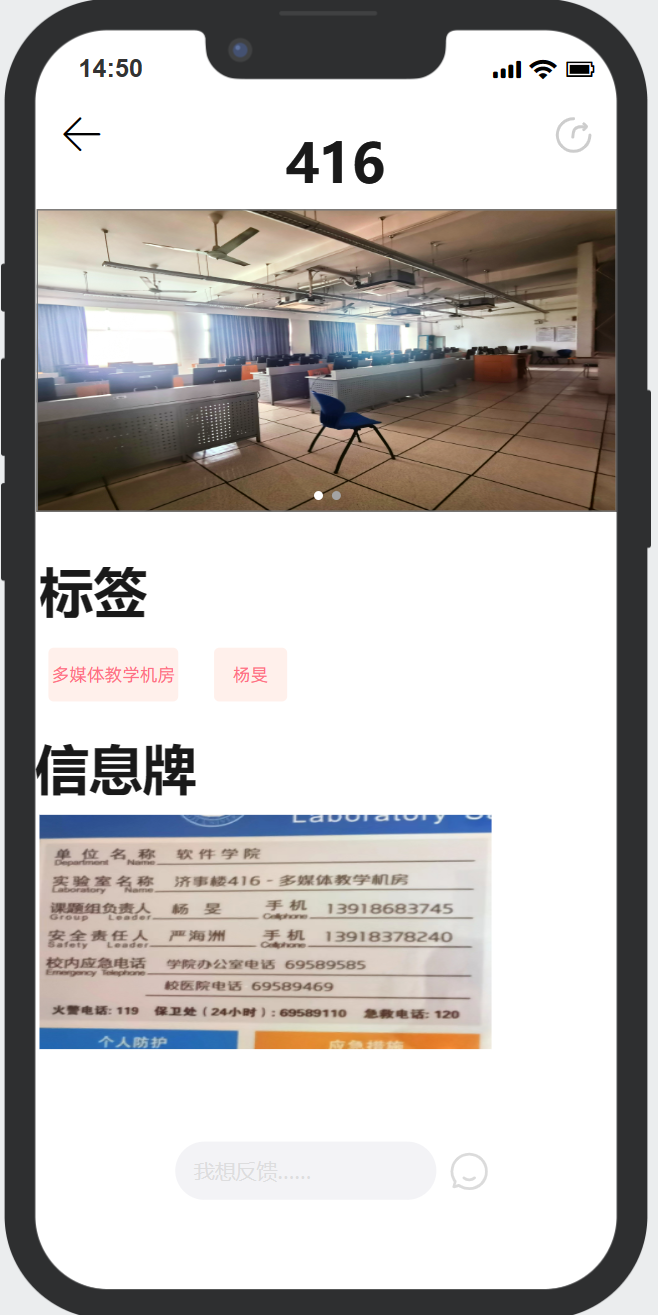 14:50
416
标签
多媒体教学机房 杨旻
信息牌
Laboratory
单位名称 软件学院
Department Name
实验室名称 济事楼416 - 多媒体教学机房
Laboratory Name
课题组负责人 杨 旻 手机 13918683745
Group Leader Cellphone
安全责任人 严海洲 手机 13918378240
Safety Leader Cellphone
校内应急电话 学院办公室电话 69589585
Emergency Telephone
校医院电话 69589469
火警电话: 119 保卫处（24小时）: 69589110 急救电话: 120
个人防护 应急措施
我想反馈......